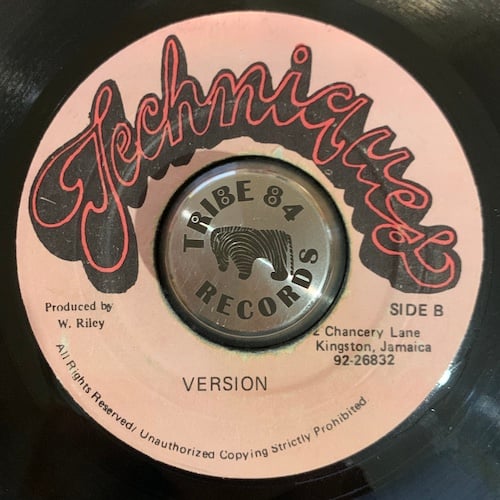 Techniques
TRIBE 84
RECORDS
Produced by
W. Riley
SIDE B
2 Chancery Lane
Kingston, Jamaica
92-26832
VERSION
All Rights Reserved/ Unauthorized Copying Strictly Prohibited.